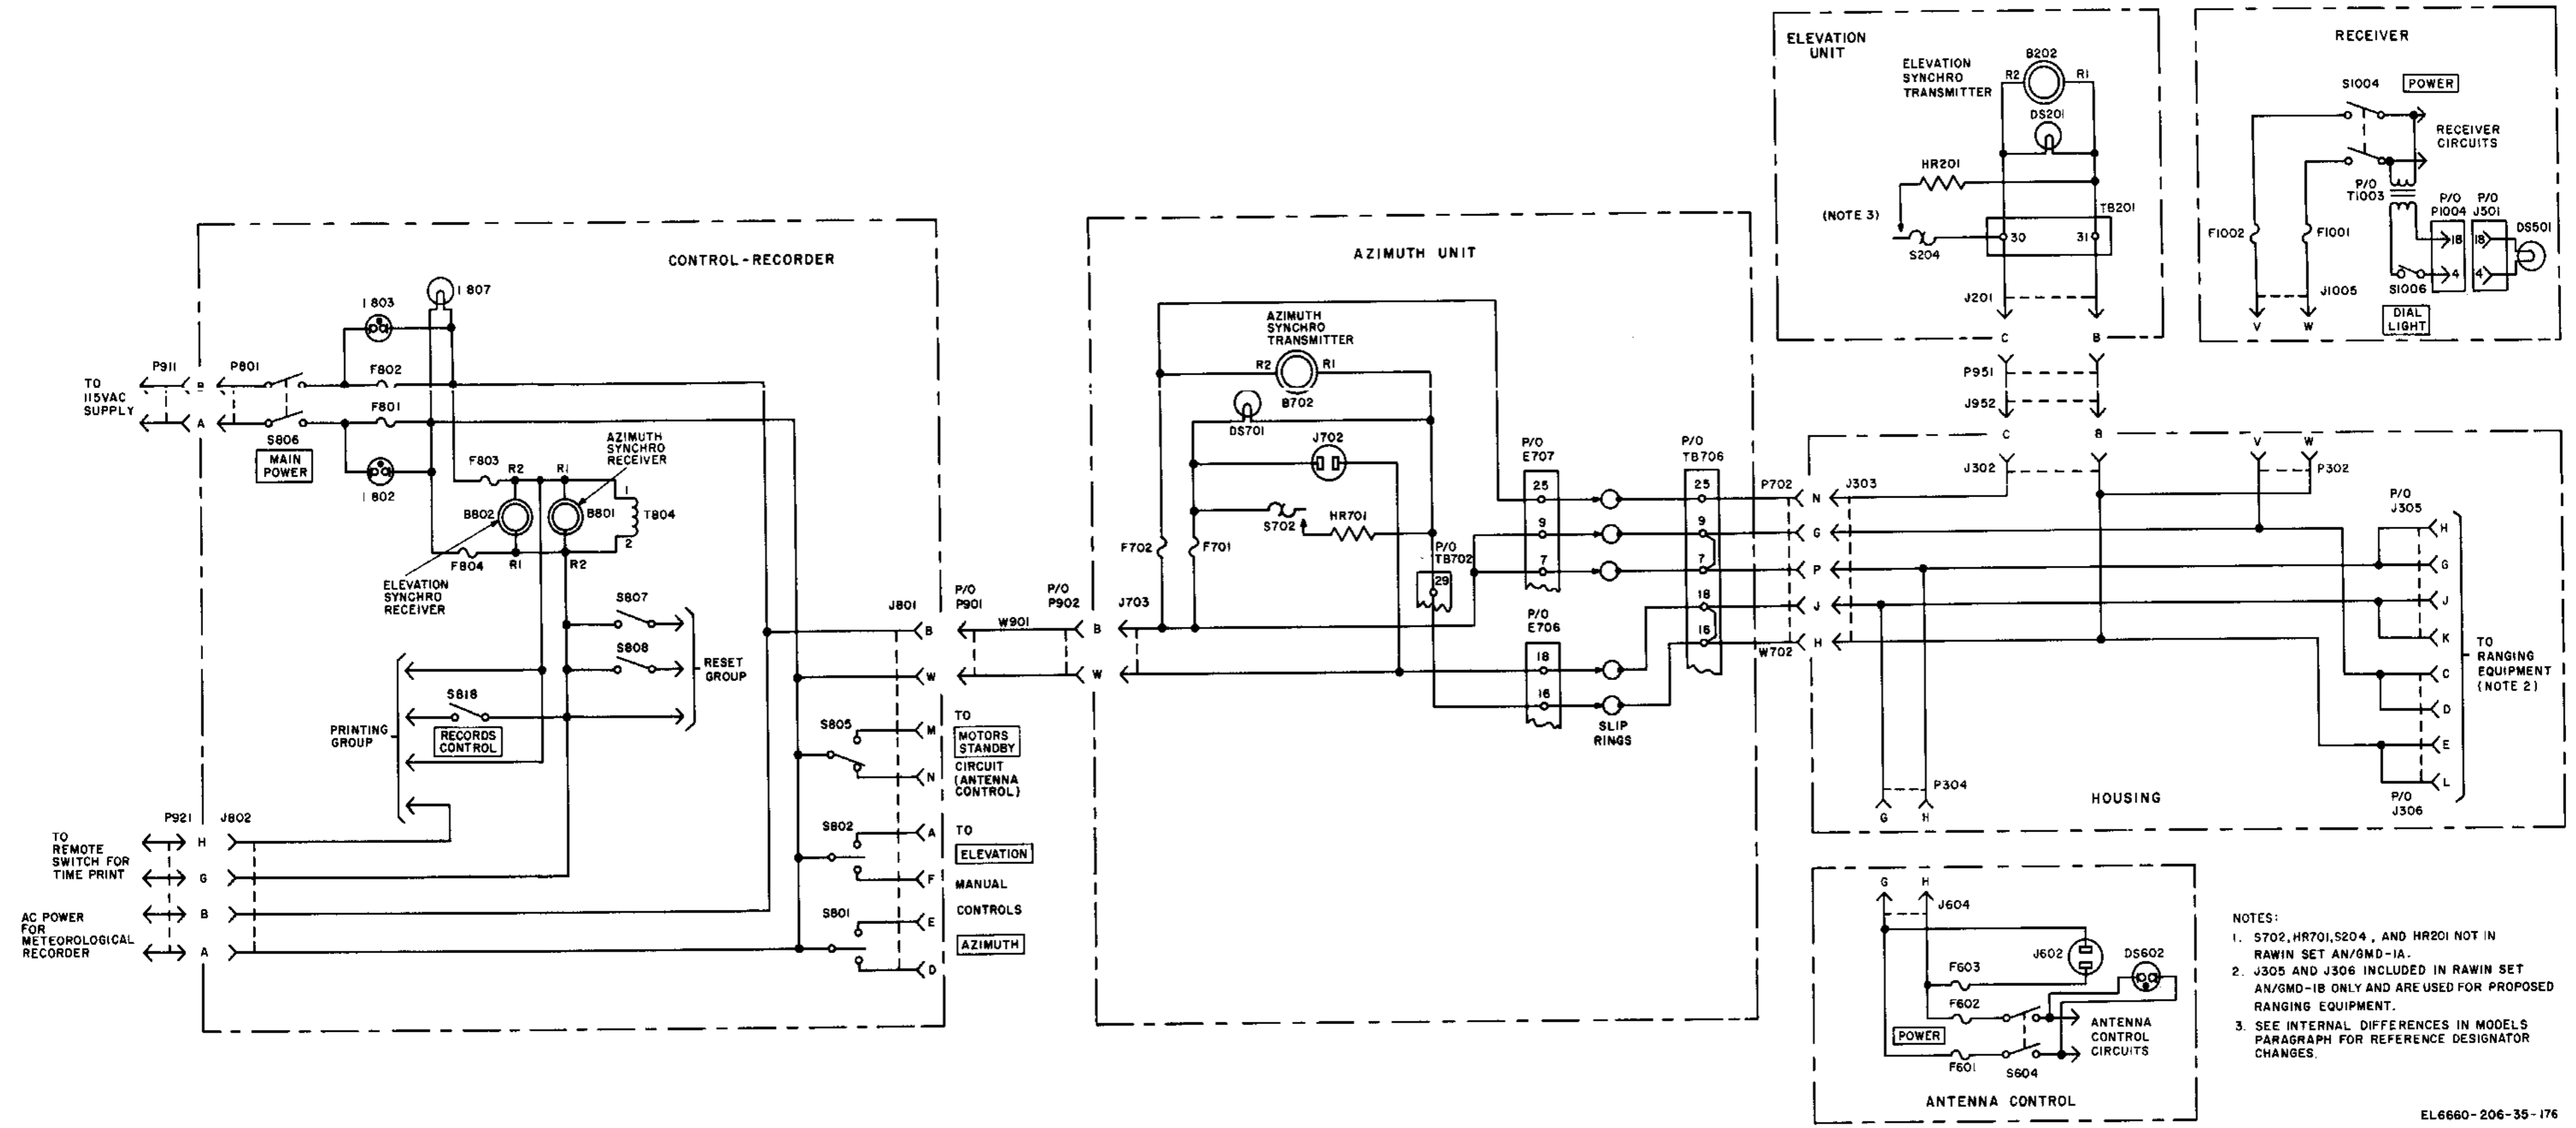 CONTROL-RECORDER
I 807
I 803
P911
P801
F802
TO
115VAC
SUPPLY
B
A
F801
S806
MAIN
POWER
I 802
AZIMUTH
SYNCHRO
RECEIVER
F803
R2
R1
1
B802
B801
T804
2
F804
R1
R2
ELEVATION
SYNCHRO
RECEIVER
S807
S808
RESET
GROUP
S818
RECORDS
CONTROL
PRINTING
GROUP
P921
J802
TO
REMOTE
SWITCH FOR
TIME PRINT
H
G
AC POWER
FOR
METEOROLOGICAL
RECORDER
B
A
J801
P/O
P901
P/O
P902
B
W901
B
W
W
S805
M
N
TO
MOTORS
STANDBY
CIRCUIT
(ANTENNA
CONTROL)
S802
A
F
TO
ELEVATION
MANUAL
CONTROLS
S801
E
D
AZIMUTH
AZIMUTH UNIT
AZIMUTH
SYNCHRO
TRANSMITTER
R2
R1
B702
DS701
J702
S702
HR701
F702
F701
P/O
TB702
29
J703
P/O
E707
25
9
7
P/O
E706
18
16
SLIP
RINGS
P/O
TB706
25
9
7
18
16
P702
W702
ELEVATION
UNIT
ELEVATION
SYNCHRO
TRANSMITTER
B202
R2
R1
DS201
HR201
(NOTE 3)
S204
TB201
30
31
J201
C
B
P951
J952
RECEIVER
S1004
POWER
RECEIVER
CIRCUITS
P/O
T1003
P/O
P1004
P/O
J501
DS501
18
18
4
4
F1002
F1001
S1006
DIAL
LIGHT
J1005
V
W
C
B
V
W
J302
P302
J303
N
G
P
J
H
P/O
J305
H
G
J
K
C
D
E
L
P/O
J306
TO
RANGING
EQUIPMENT
(NOTE 2)
P304
G
H
HOUSING
G
H
J604
J602
DS602
F603
F602
POWER
F601
S604
ANTENNA
CONTROL
CIRCUITS
ANTENNA CONTROL
NOTES:
1. S702,HR701,S204, AND HR201 NOT IN
RAWIN SET AN/GMD-1A.
2. J305 AND J306 INCLUDED IN RAWIN SET
AN/GMD-1B ONLY AND ARE USED FOR PROPOSED
RANGING EQUIPMENT.
3. SEE INTERNAL DIFFERENCES IN MODELS
PARAGRAPH FOR REFERENCE DESIGNATOR
CHANGES.
EL6660-206-35-176